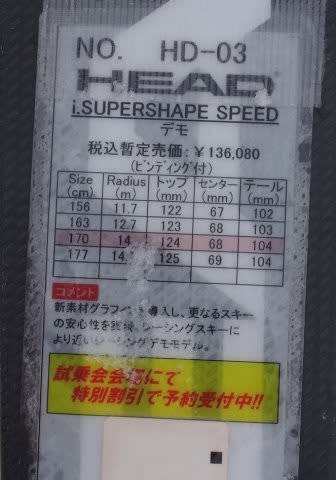 NO. HD-03
HEAD
i.SUPERSHAPE SPEED
デモ
税込暫定売価：￥136,080
(ビンディング付)
Size (cm) Radius (m) トップ (mm) センター (mm) テール (mm)
156 11.7 122 67 102
163 12.7 123 68 103
170 14 124 68 104
177 14. 125 69 104
コメント
新素材グラフィン 導入し、更なるスキー
の安心性を レーシングスキーに
より近い ーシングデモモデル。
試乗会会場にて
特別割引で予約受付中!!